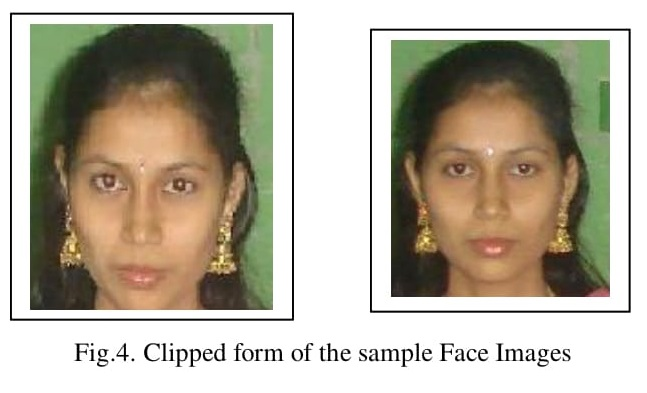 Fig.4. Clipped form of the sample Face Images